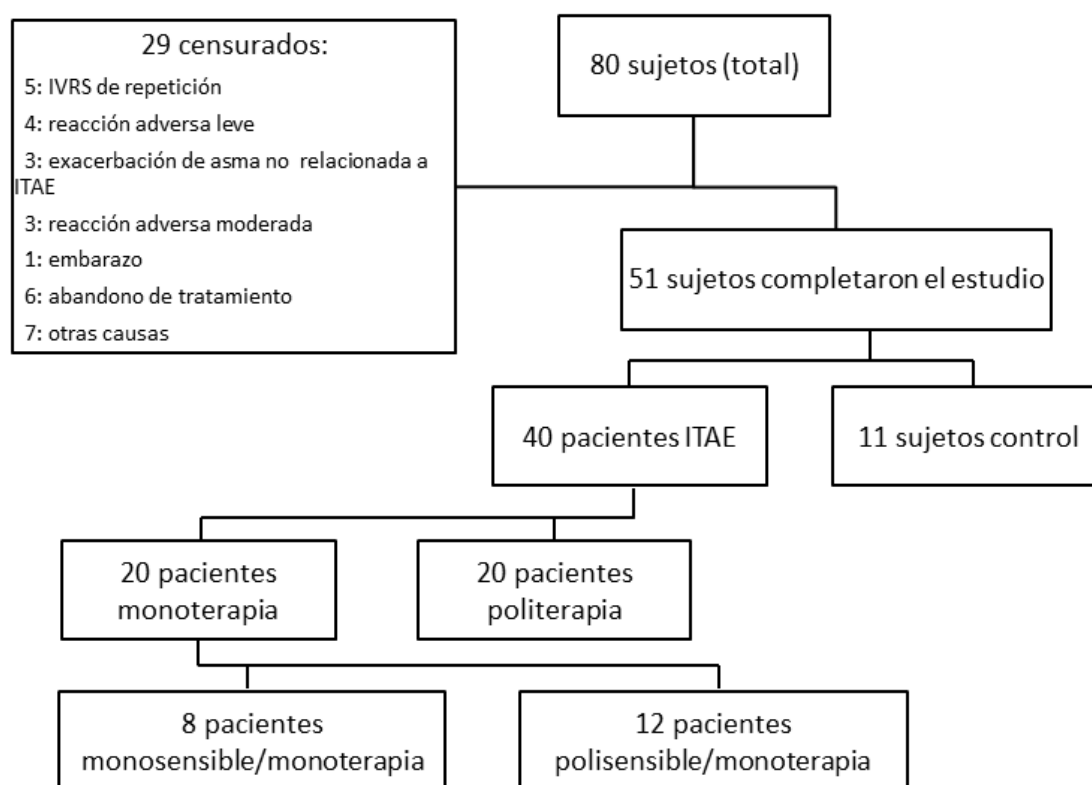 29 censurados:
5: IVRS de repetición
4: reacción adversa leve
3: exacerbación de asma no relacionada a
ITAE
3: reacción adversa moderada
1: embarazo
6: abandono de tratamiento
7: otras causas
80 sujetos (total)
51 sujetos completaron el estudio
40 pacientes ITAE
11 sujetos control
20 pacientes
monoterapia
20 pacientes
politerapia
8 pacientes
monosensible/monoterapia
12 pacientes
polisensible/monoterapia